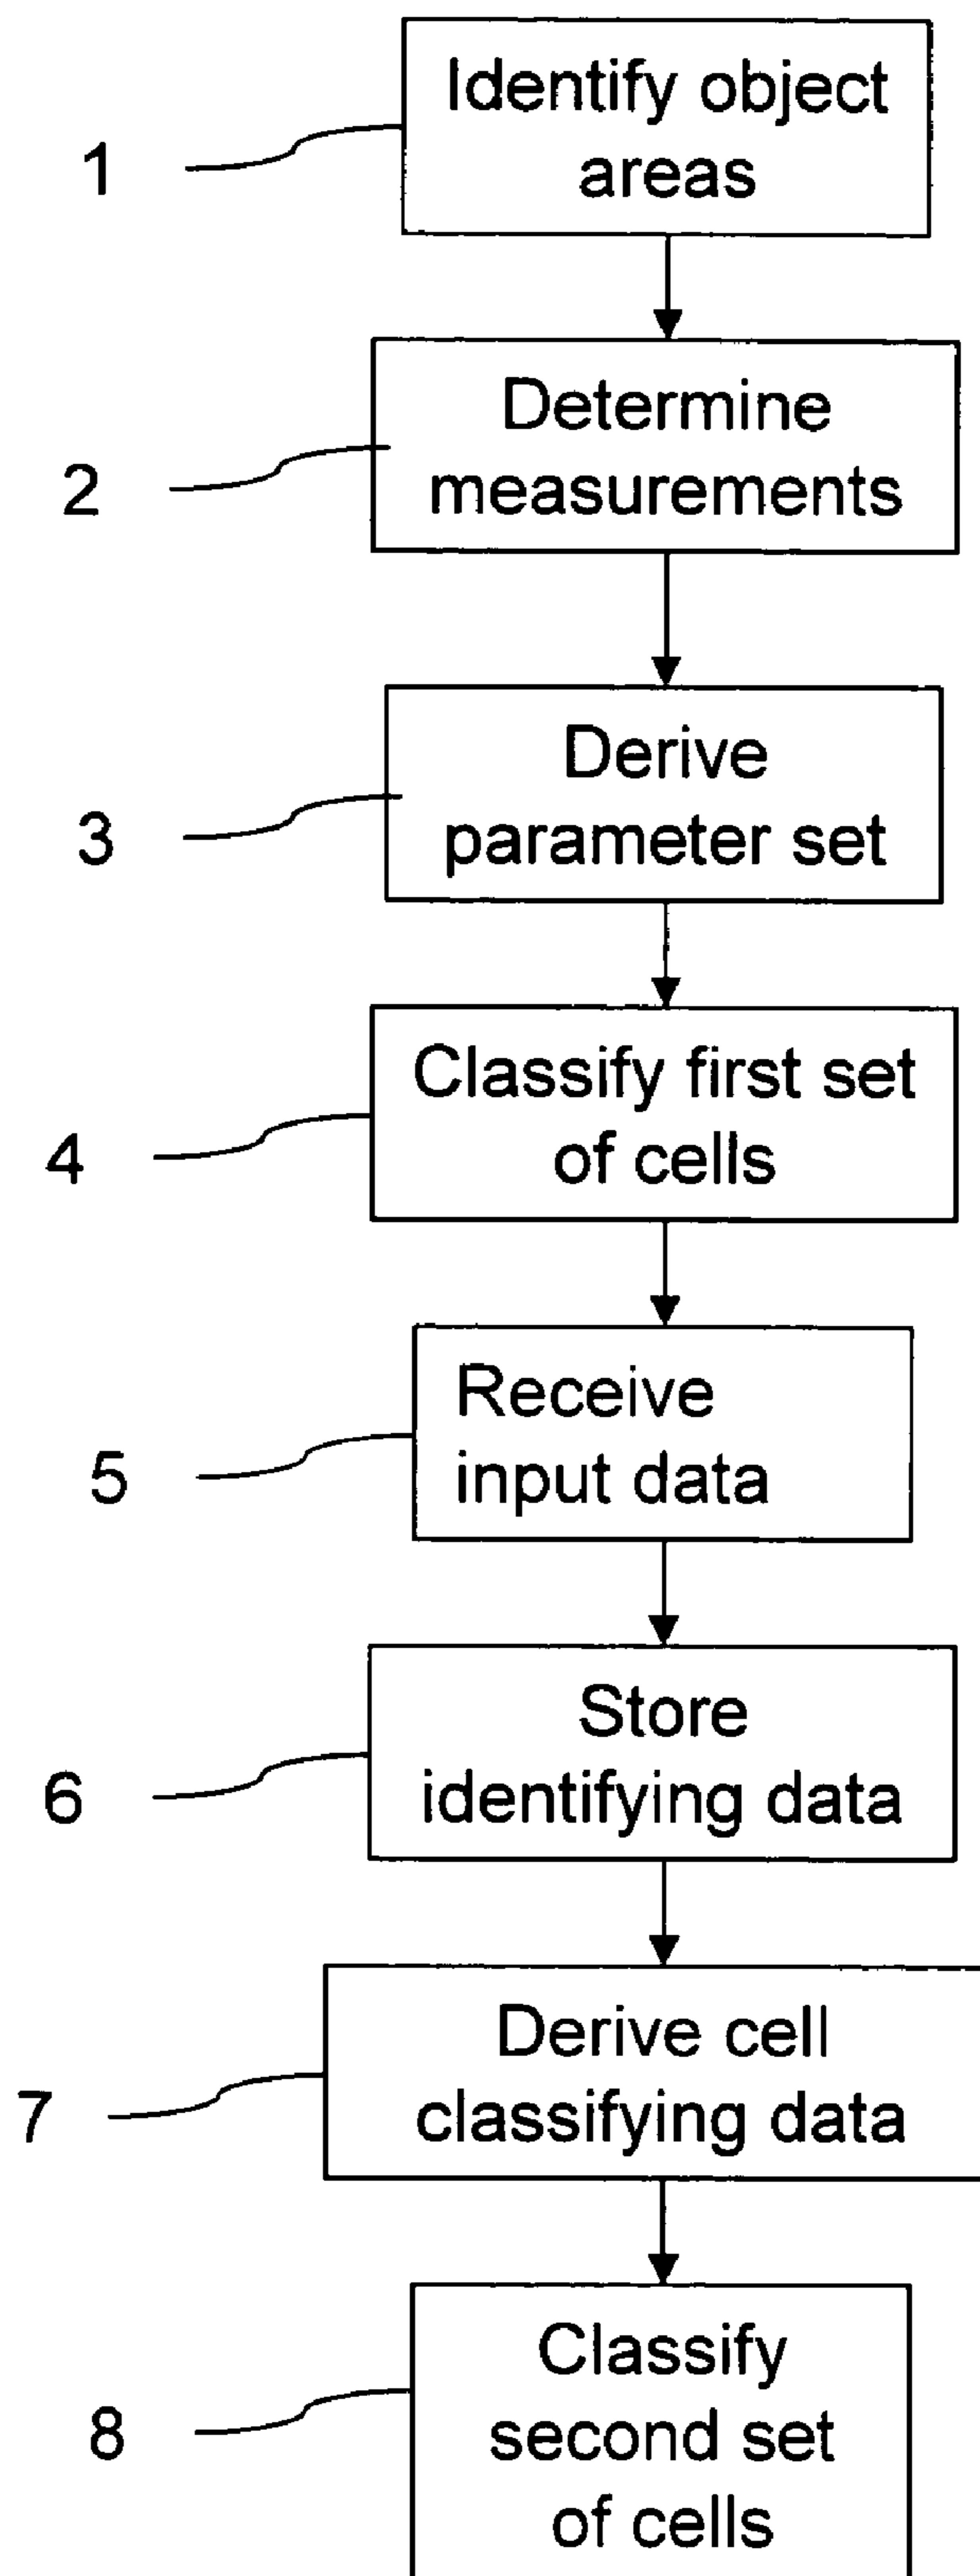 Identify object
areas
1
Determine
measurements
2
Derive
parameter set
3
Classify first set
of cells
4
Receive
input data
5
Store
identifying data
6
Derive cell
classifying data
7
Classify
second set
of cells
8